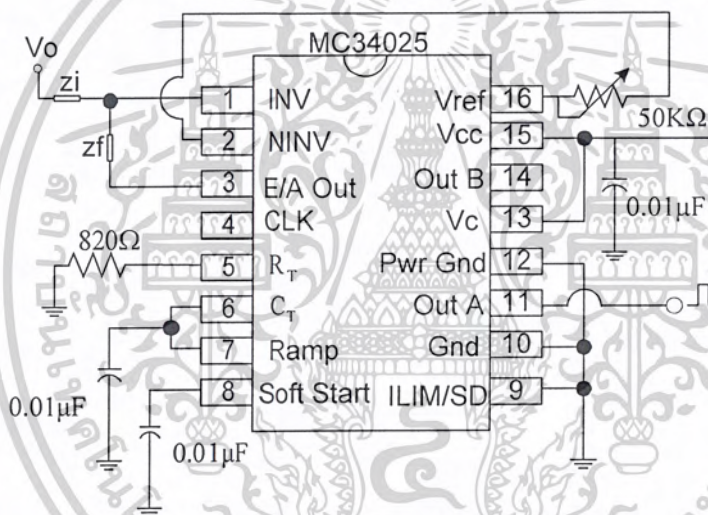 MC34025
Vo
zi
zf
1 INV
2 NINV
3 E/A Out
4 CLK
820Ω
5 R_T
6 C_T
7 Ramp
8 Soft Start
0.01μF
0.01μF
Vref 16
50KΩ
Vcc 15
Out B 14
Vc 13
0.01μF
Pwr Gnd 12
Out A 11
Gnd 10
ILIM/SD 9